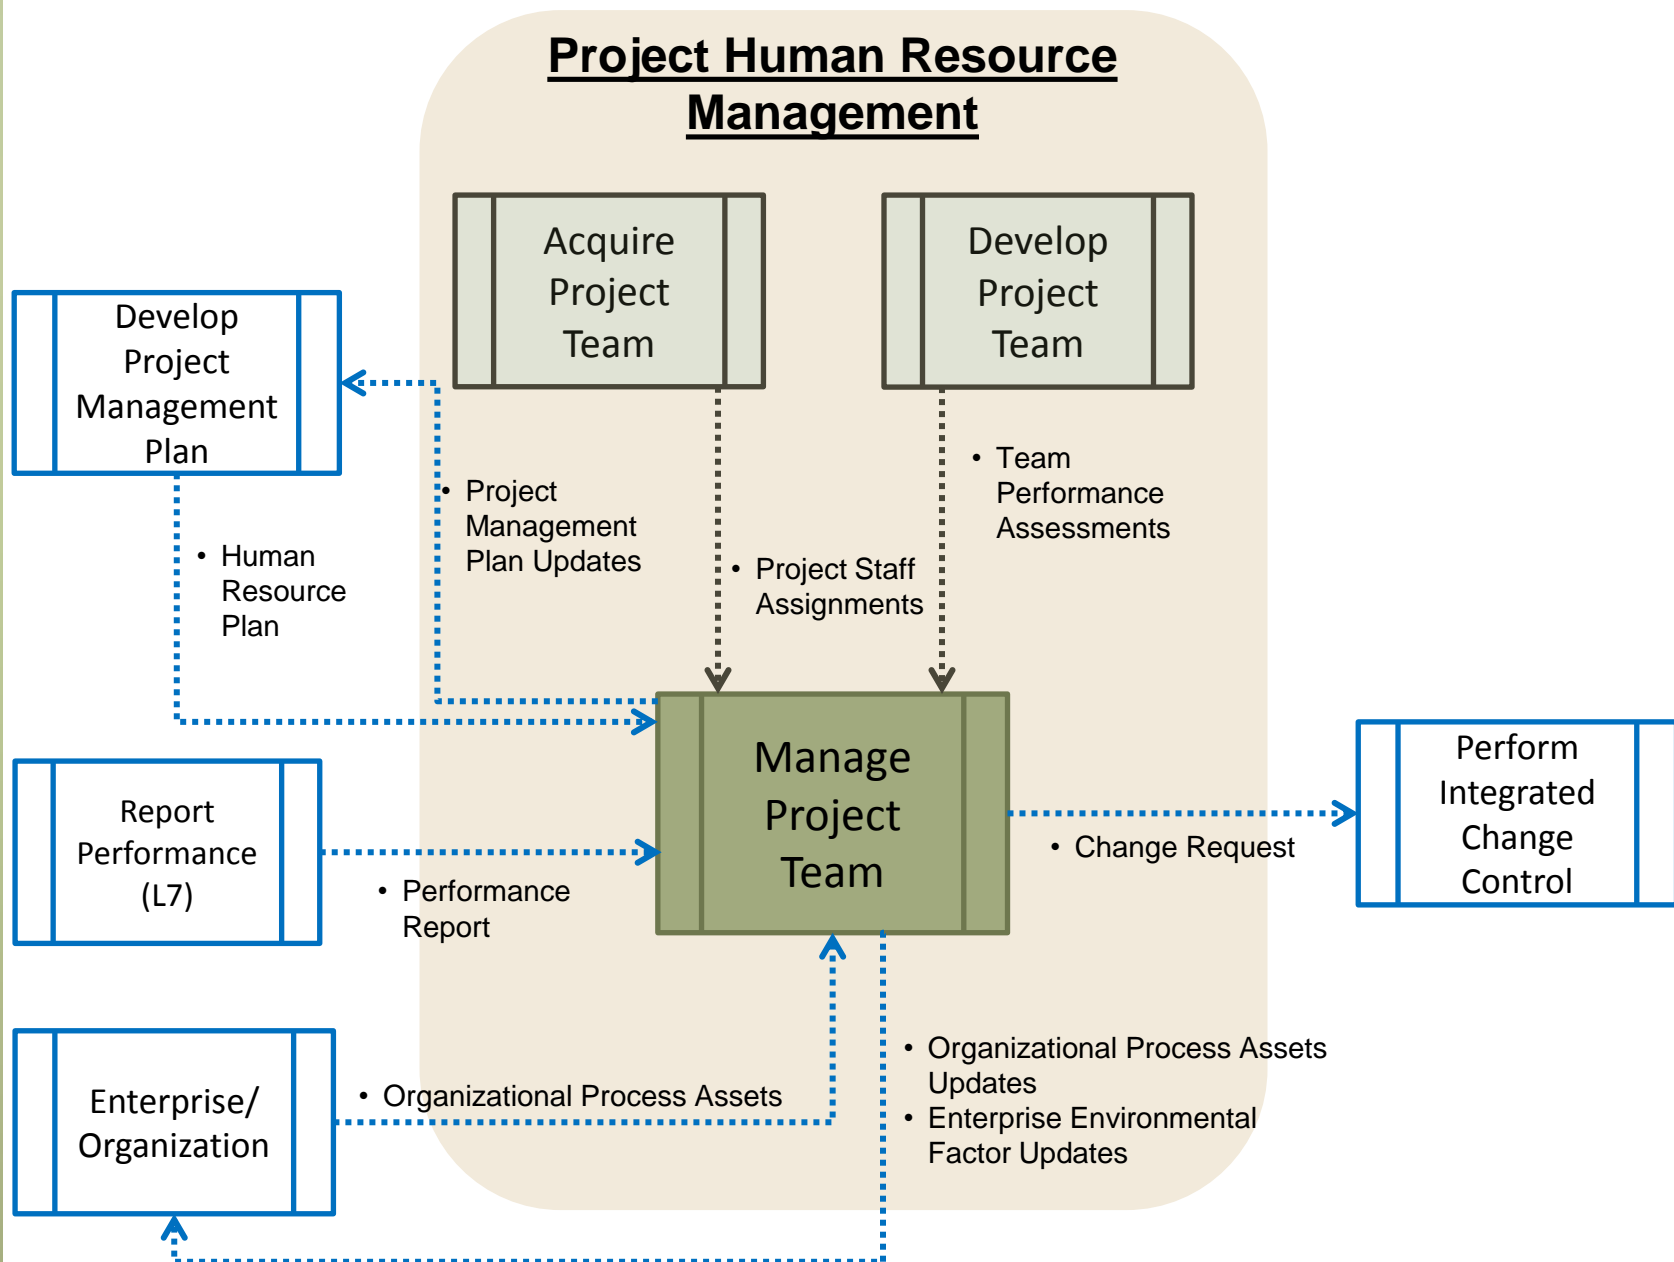 Project Human Resource
Management
Acquire
Project
Team
Develop
Project
Team
Develop
Project
Management
Plan
• Team
Performance
Assessments
• Project
Management
Plan Updates
• Human
Resource
Plan
• Project Staff
Assignments
Manage
Project
Team
Perform
Integrated
Change
Control
Report
Performance
(L7)
• Change Request
• Performance
Report
Enterprise/
Organization
• Organizational Process Assets
• Organizational Process Assets
Updates
• Enterprise Environmental
Factor Updates